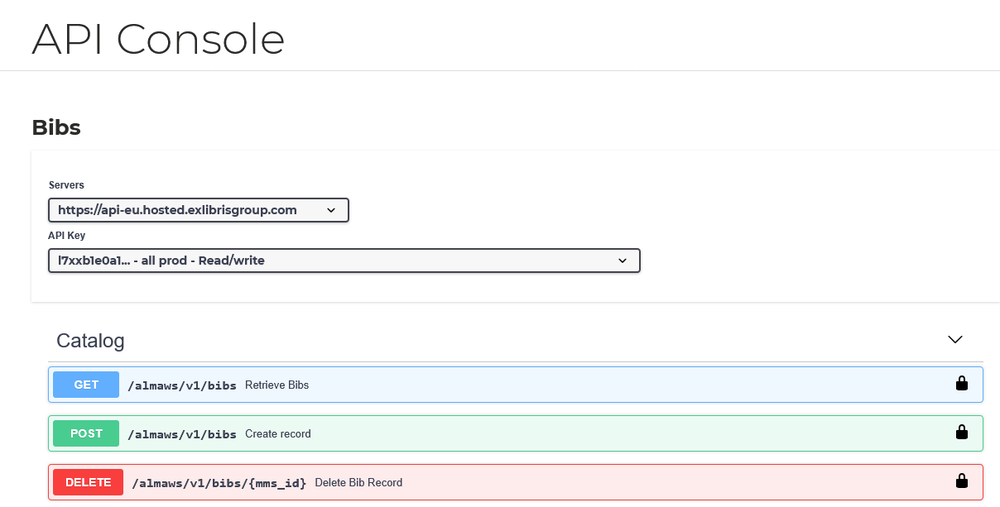 API Console
Bibs
Servers
https://api-eu.hosted.exlibrisgroup.com
API Key
l7xxb1e0a1... - all prod - Read/write
Catalog
GET /almaws/v1/bibs Retrieve Bibs
POST /almaws/v1/bibs Create record
DELETE /almaws/v1/bibs/{mms_id} Delete Bib Record